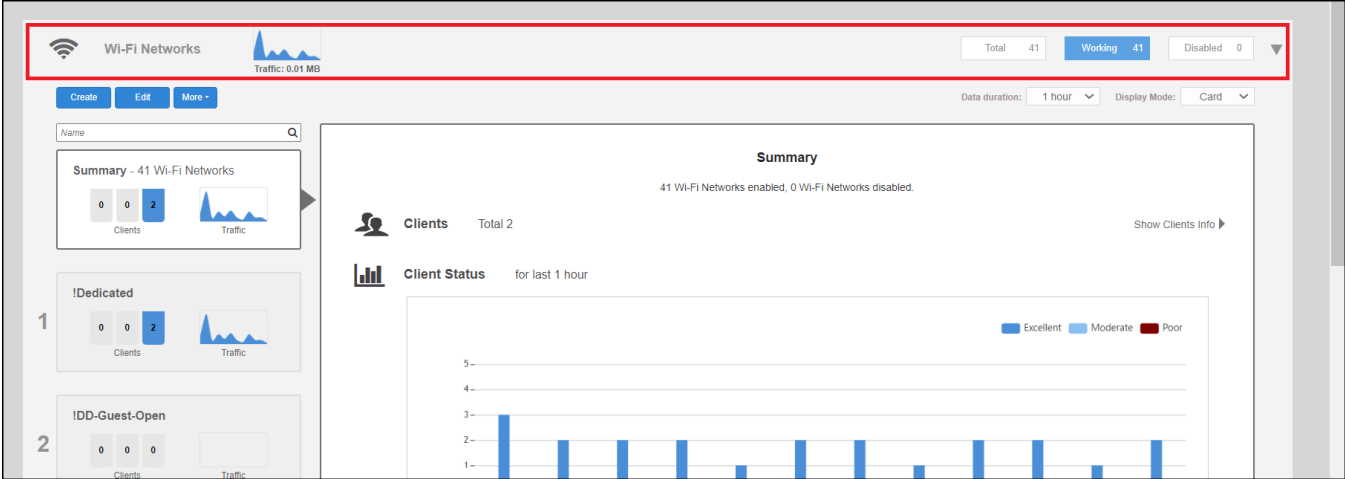 Wi-Fi Networks
Traffic: 0.01 MB
Total 41
Working 41
Disabled 0
Create
Edit
More
Data duration: 1 hour
Display Mode: Card
Name
Summary - 41 Wi-Fi Networks
0 0 2
Clients Traffic
1
!Dedicated
0 0 2
Clients Traffic
2
!DD-Guest-Open
0 0 0
Clients Traffic
Summary
41 Wi-Fi Networks enabled, 0 Wi-Fi Networks disabled.
Clients Total 2
Show Clients Info
Client Status for last 1 hour
Excellent Moderate Poor
5
4
3
2
1